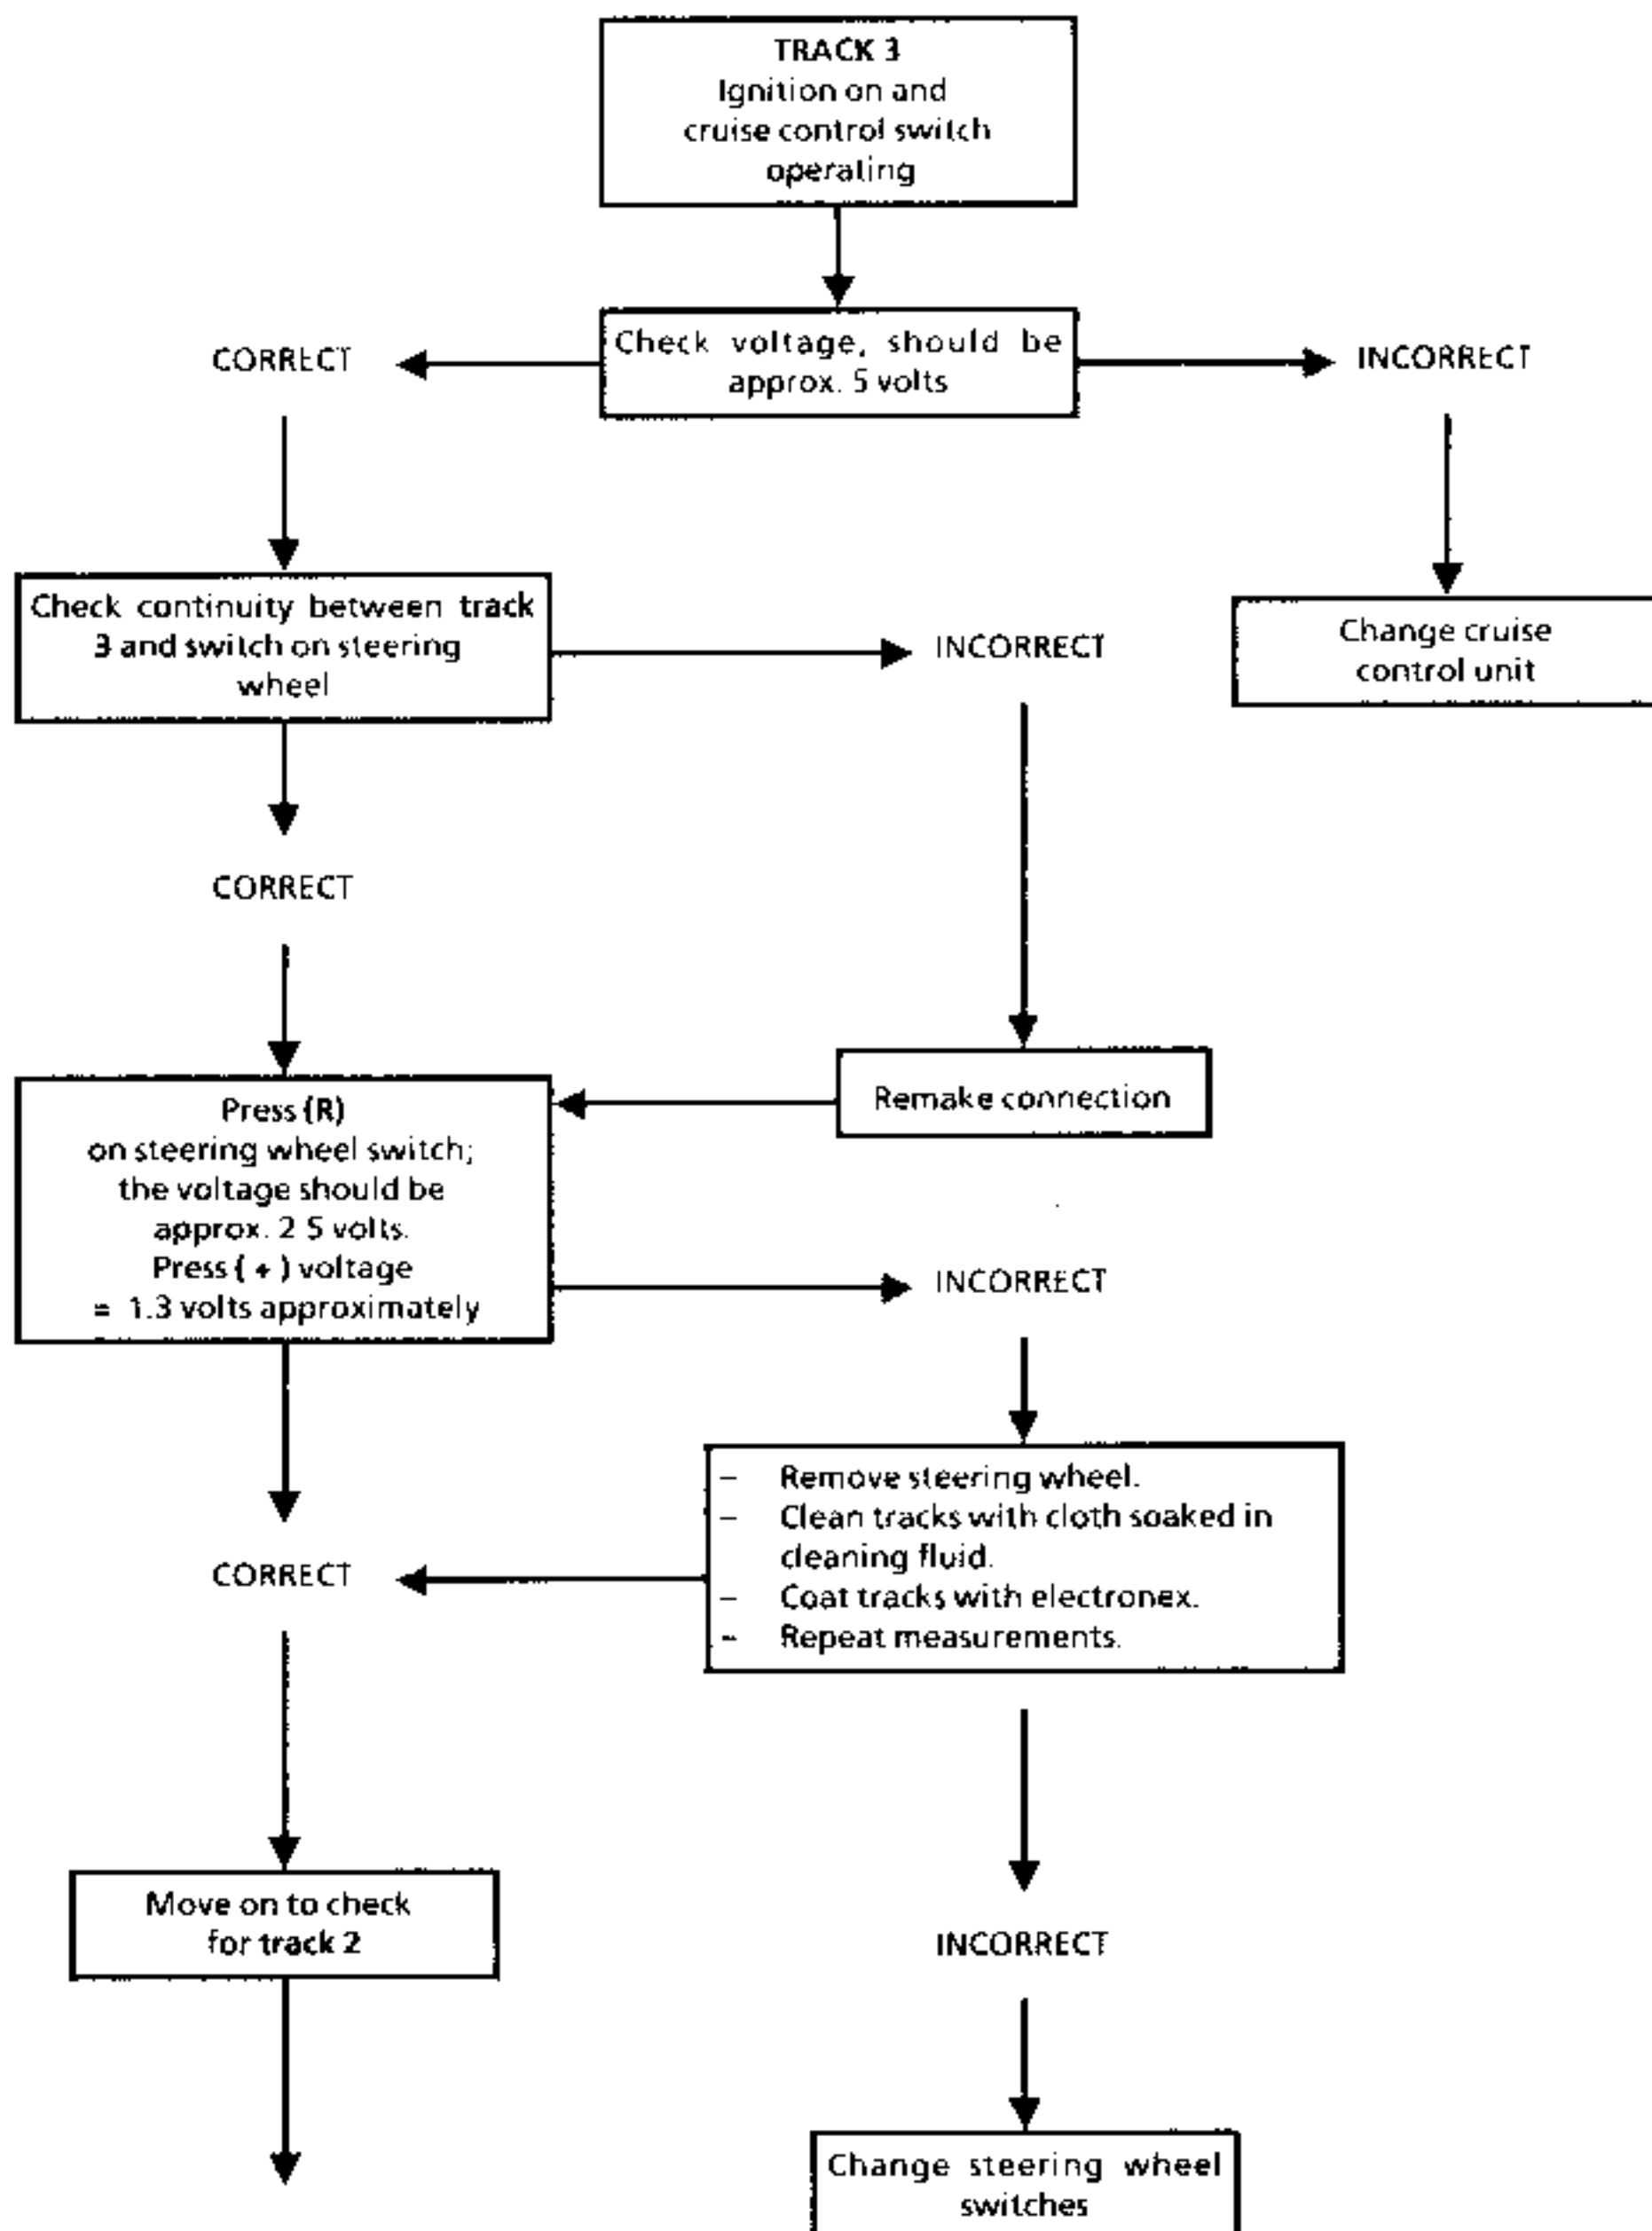 TRACK 3
Ignition on and
cruise control switch
operating
Check voltage, should be
approx. 5 volts
CORRECT
INCORRECT
Check continuity between track
3 and switch on steering
wheel
INCORRECT
Change cruise
control unit
CORRECT
Remake connection
Press (R)
on steering wheel switch;
the voltage should be
approx. 2 5 volts.
Press ( + ) voltage
= 1.3 volts approximately
INCORRECT
– Remove steering wheel.
– Clean tracks with cloth soaked in
cleaning fluid.
– Coat tracks with electronex.
– Repeat measurements.
CORRECT
Move on to check
for track 2
INCORRECT
Change steering wheel
switches